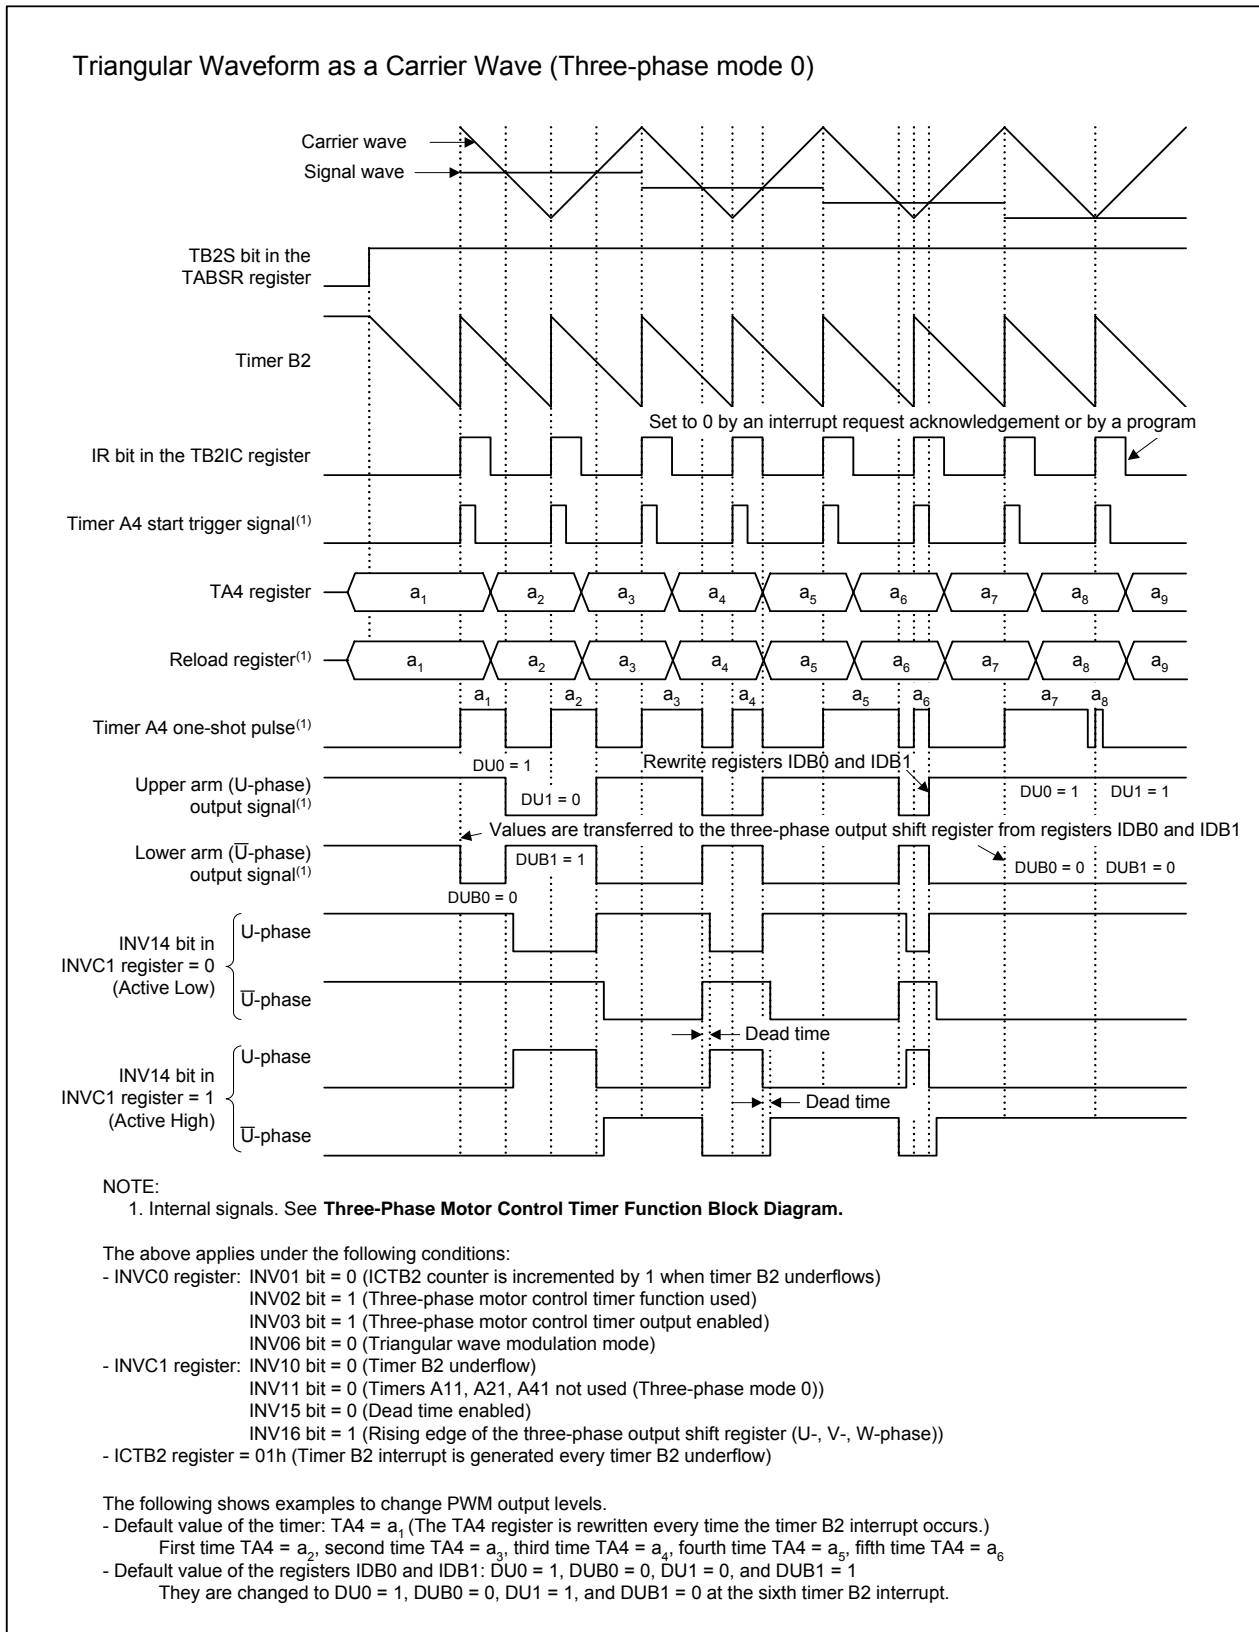 Triangular Waveform as a Carrier Wave (Three-phase mode 0)
Carrier wave
Signal wave
TB2S bit in the
TABSR register
Timer B2
Set to 0 by an interrupt request acknowledgement or by a program
IR bit in the TB2IC register
Timer A4 start trigger signal(1)
TA4 register
a1 a2 a3 a4 a5 a6 a7 a8 a9
Reload register(1)
a1 a2 a3 a4 a5 a6 a7 a8 a9
a1 a2 a3 a4 a5 a6 a7 a8
Timer A4 one-shot pulse(1)
DU0 = 1
Rewrite registers IDB0 and IDB1
Upper arm (U-phase)
output signal(1)
DU1 = 0
DU0 = 1
DU1 = 1
Values are transferred to the three-phase output shift register from registers IDB0 and IDB1
Lower arm (U̅-phase)
output signal(1)
DUB1 = 1
DUB0 = 0
DUB1 = 0
DUB0 = 0
INV14 bit in
INVC1 register = 0
(Active Low)
U-phase
U̅-phase
Dead time
INV14 bit in
INVC1 register = 1
(Active High)
U-phase
Dead time
U̅-phase
NOTE:
1. Internal signals. See Three-Phase Motor Control Timer Function Block Diagram.
The above applies under the following conditions:
- INVC0 register: INV01 bit = 0 (ICTB2 counter is incremented by 1 when timer B2 underflows)
INV02 bit = 1 (Three-phase motor control timer function used)
INV03 bit = 1 (Three-phase motor control timer output enabled)
INV06 bit = 0 (Triangular wave modulation mode)
- INVC1 register: INV10 bit = 0 (Timer B2 underflow)
INV11 bit = 0 (Timers A11, A21, A41 not used (Three-phase mode 0))
INV15 bit = 0 (Dead time enabled)
INV16 bit = 1 (Rising edge of the three-phase output shift register (U-, V-, W-phase))
- ICTB2 register = 01h (Timer B2 interrupt is generated every timer B2 underflow)
The following shows examples to change PWM output levels.
- Default value of the timer: TA4 = a1 (The TA4 register is rewritten every time the timer B2 interrupt occurs.)
First time TA4 = a2, second time TA4 = a3, third time TA4 = a4, fourth time TA4 = a5, fifth time TA4 = a6
- Default value of the registers IDB0 and IDB1: DU0 = 1, DUB0 = 0, DU1 = 0, and DUB1 = 1
They are changed to DU0 = 1, DUB0 = 0, DU1 = 1, and DUB1 = 0 at the sixth timer B2 interrupt.